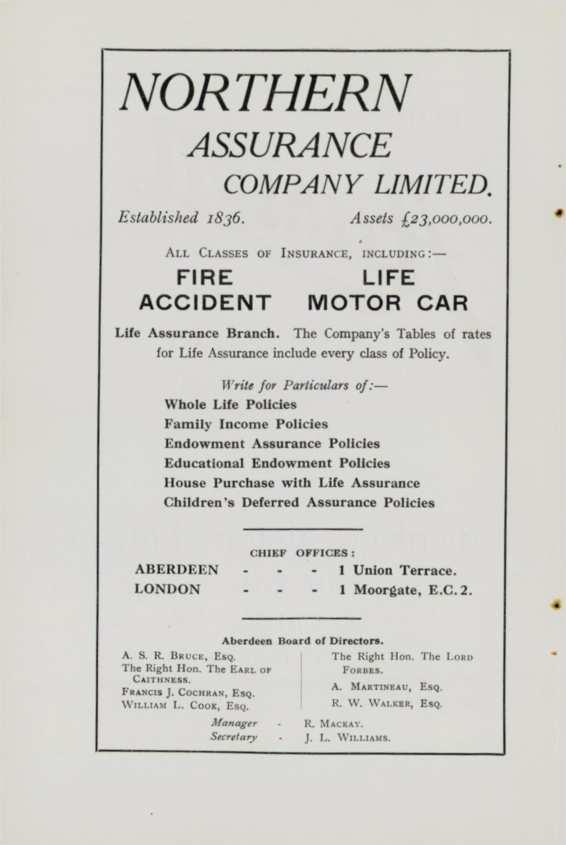 NORTHERN
ASSURANCE
COMPANY LIMITED.
Established 1836. Assets £23,000,000.
ALL CLASSES OF INSURANCE, INCLUDING:—
FIRE LIFE
ACCIDENT MOTOR CAR
Life Assurance Branch. The Company's Tables of rates
for Life Assurance include every class of Policy.
Write for Particulars of:—
Whole Life Policies
Family Income Policies
Endowment Assurance Policies
Educational Endowment Policies
House Purchase with Life Assurance
Children's Deferred Assurance Policies
CHIEF OFFICES:
ABERDEEN - - - 1 Union Terrace.
LONDON - - - 1 Moorgate, E.C.2.
Aberdeen Board of Directors.
A. S. R. BRUCE, ESQ.
The Right Hon. The EARL OF
CAITHNESS.
FRANCIS J. COCHRAN, ESQ.
WILLIAM L. COOK, ESQ.
The Right Hon. The LORD
FORBES.
A. MARTINEAU, ESQ.
R. W. WALKER, ESQ.
Manager - R. MACKAY.
Secretary - J. L. WILLIAMS.